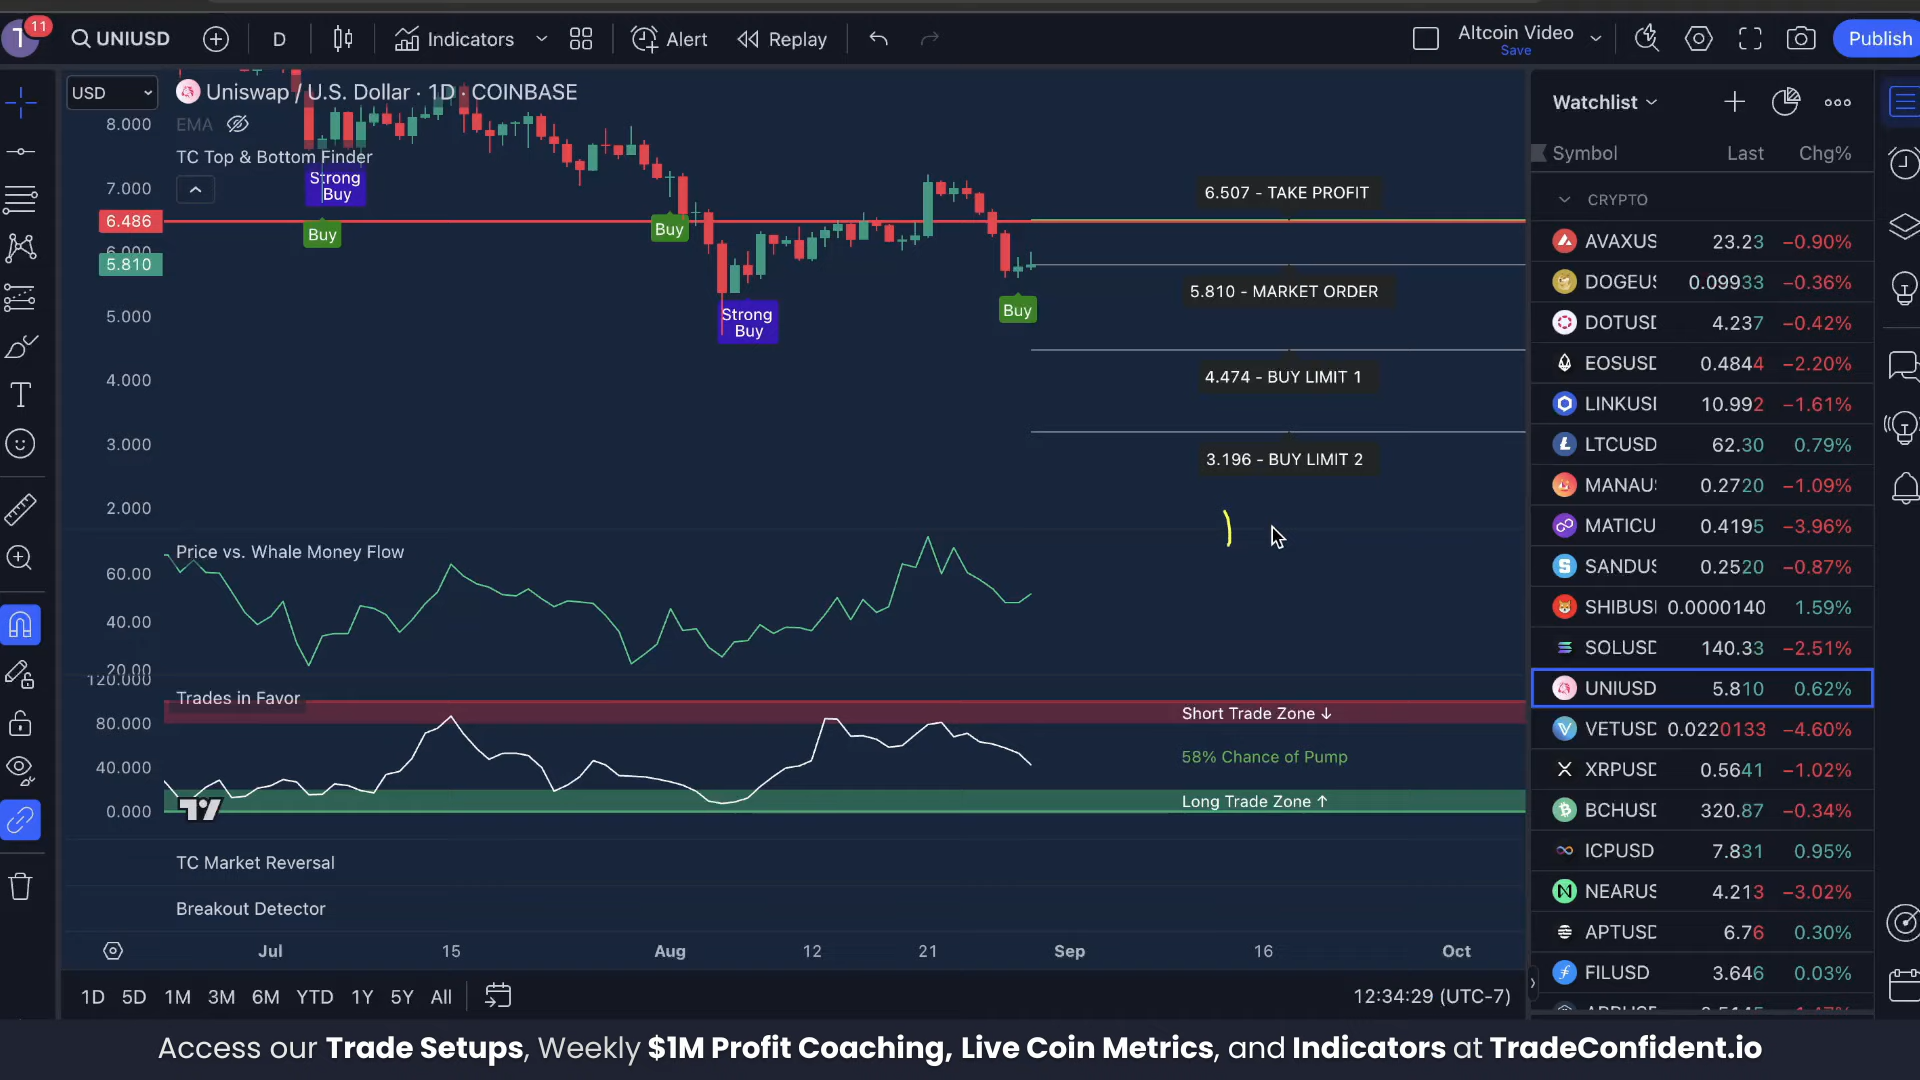 T 11 UNIUSD D Indicators Alert Replay Altcoin Video Save Publish
USD
Uniswap / U.S. Dollar · 1D · COINBASE
EMA
TC Top & Bottom Finder
8.000
7.000
6.486
6.000
5.810
5.000
4.000
3.000
2.000
Strong
Buy
Buy
Buy
Strong
Buy
Buy
6.507 - TAKE PROFIT
5.810 - MARKET ORDER
4.474 - BUY LIMIT 1
3.196 - BUY LIMIT 2
Price vs. Whale Money Flow
60.00
40.00
20.00
120.000
Trades in Favor
80.000
40.000
0.000
Short Trade Zone ↓
58% Chance of Pump
Long Trade Zone ↑
TC Market Reversal
Breakout Detector
Jul 15 Aug 12 21 Sep 16 Oct
1D 5D 1M 3M 6M YTD 1Y 5Y All 12:34:29 (UTC-7)
Watchlist
Symbol Last Chg%
CRYPTO
AVAXUS 23.23 −0.90%
DOGEUS 0.09933 −0.36%
DOTUSD 4.237 −0.42%
EOSUSD 0.4844 −2.20%
LINKUSD 10.992 −1.61%
LTCUSD 62.30 0.79%
MANAUS 0.2720 −1.09%
MATICU 0.4195 −3.96%
SANDUS 0.2520 −0.87%
SHIBUSD 0.0000140 1.59%
SOLUSD 140.33 −2.51%
UNIUSD 5.810 0.62%
VETUSD 0.0220133 −4.60%
XRPUSD 0.5641 −1.02%
BCHUSD 320.87 −0.34%
ICPUSD 7.831 0.95%
NEARUS 4.213 −3.02%
APTUSD 6.76 0.30%
FILUSD 3.646 0.03%
Access our Trade Setups, Weekly $1M Profit Coaching, Live Coin Metrics, and Indicators at TradeConfident.io